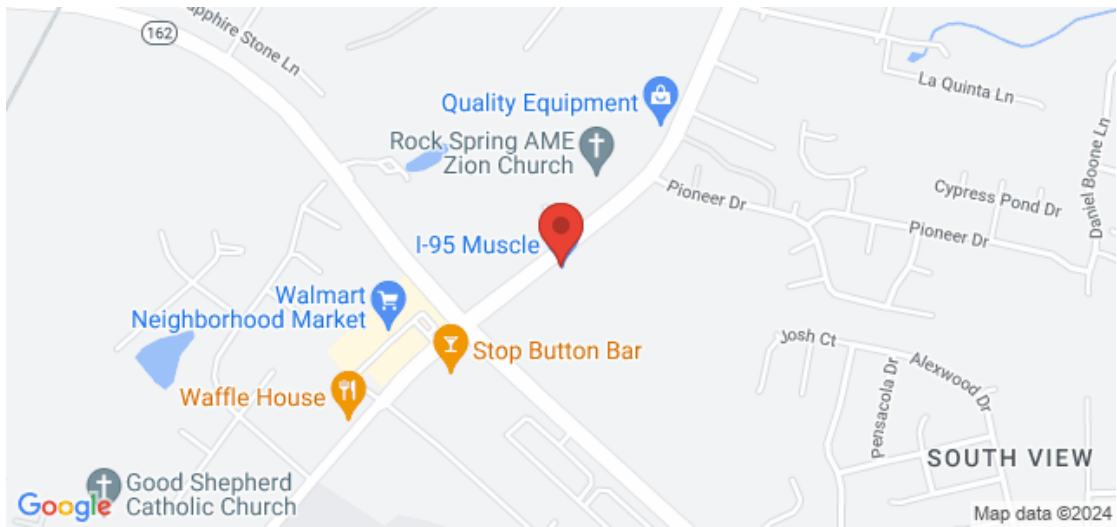 162
apphire Stone Ln
La Quinta Ln
Daniel Boone Ln
Quality Equipment
Rock Spring AME
Zion Church
Pioneer Dr
Cypress Pond Dr
Pioneer Dr
I-95 Muscle
Walmart
Neighborhood Market
Stop Button Bar
Josh Ct
Alexwood Dr
Pensacola Dr
Waffle House
SOUTH VIEW
Good Shepherd
Catholic Church
Google
Map data ©2024